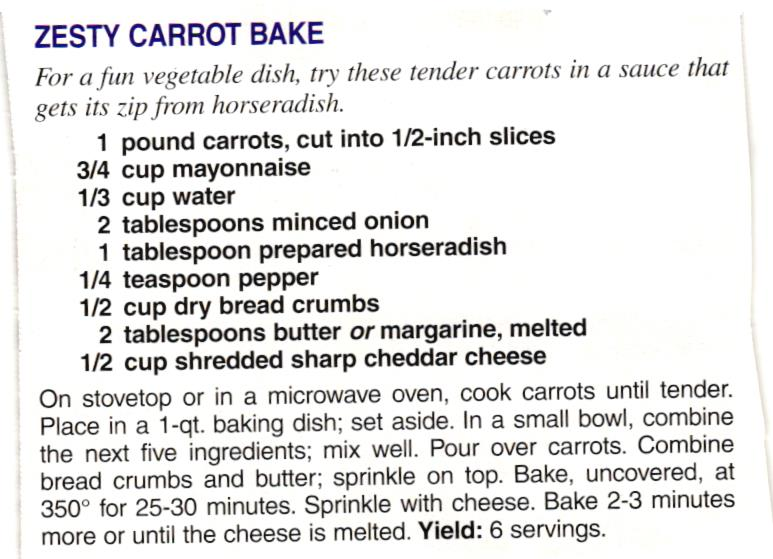 ZESTY CARROT BAKE
For a fun vegetable dish, try these tender carrots in a sauce that
gets its zip from horseradish.
1 pound carrots, cut into 1/2-inch slices
3/4 cup mayonnaise
1/3 cup water
2 tablespoons minced onion
1 tablespoon prepared horseradish
1/4 teaspoon pepper
1/2 cup dry bread crumbs
2 tablespoons butter or margarine, melted
1/2 cup shredded sharp cheddar cheese
On stovetop or in a microwave oven, cook carrots until tender.
Place in a 1-qt. baking dish; set aside. In a small bowl, combine
the next five ingredients; mix well. Pour over carrots. Combine
bread crumbs and butter; sprinkle on top. Bake, uncovered, at
350° for 25-30 minutes. Sprinkle with cheese. Bake 2-3 minutes
more or until the cheese is melted. Yield: 6 servings.